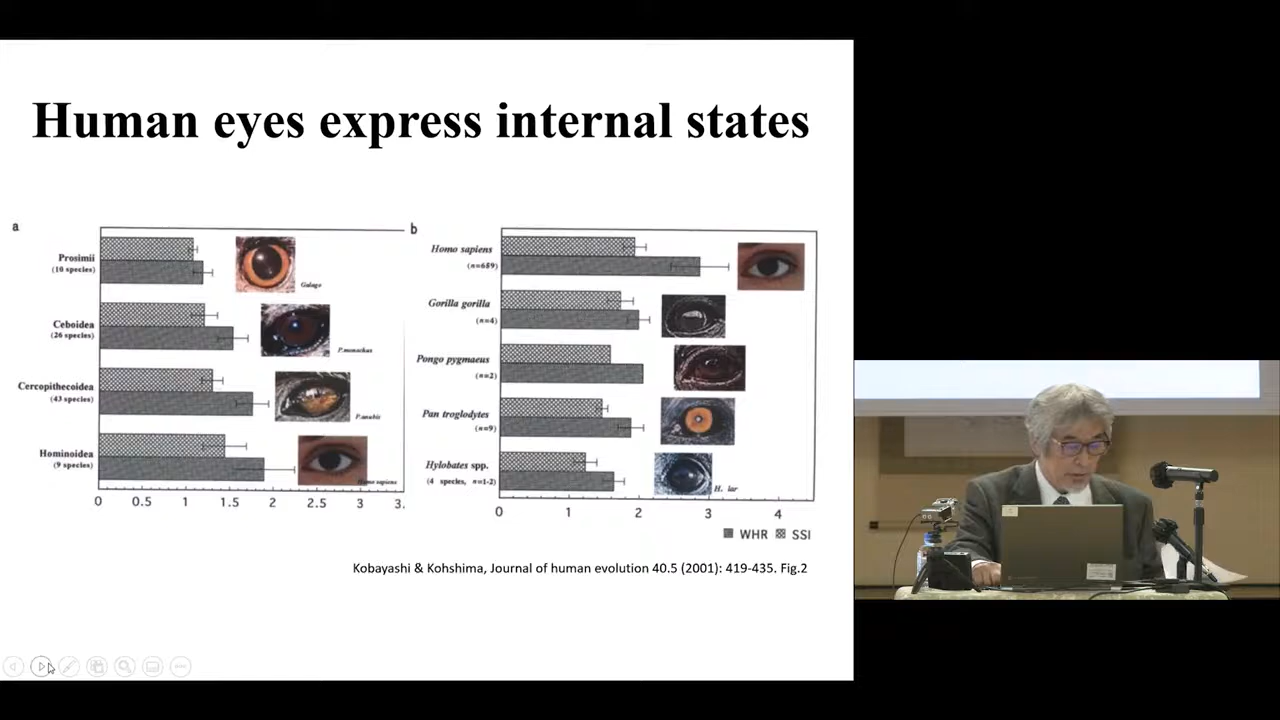 Human eyes express internal states
a
Prosimii
(10 species)
Galago
Ceboidea
(26 species)
P.monachus
Cercopithecoidea
(43 species)
P.anubis
Hominoidea
(9 species)
Homo sapiens
0 0.5 1 1.5 2 2.5 3 3.
b
Homo sapiens
(n=689)
Gorilla gorilla
(n=4)
Pongo pygmaeus
(n=2)
Pan troglodytes
(n=9)
Hylobates spp.
(4 species, n=1-2)
H. lar
0 1 2 3 4
WHR SSI
Kobayashi & Kohshima, Journal of human evolution 40.5 (2001): 419-435. Fig.2